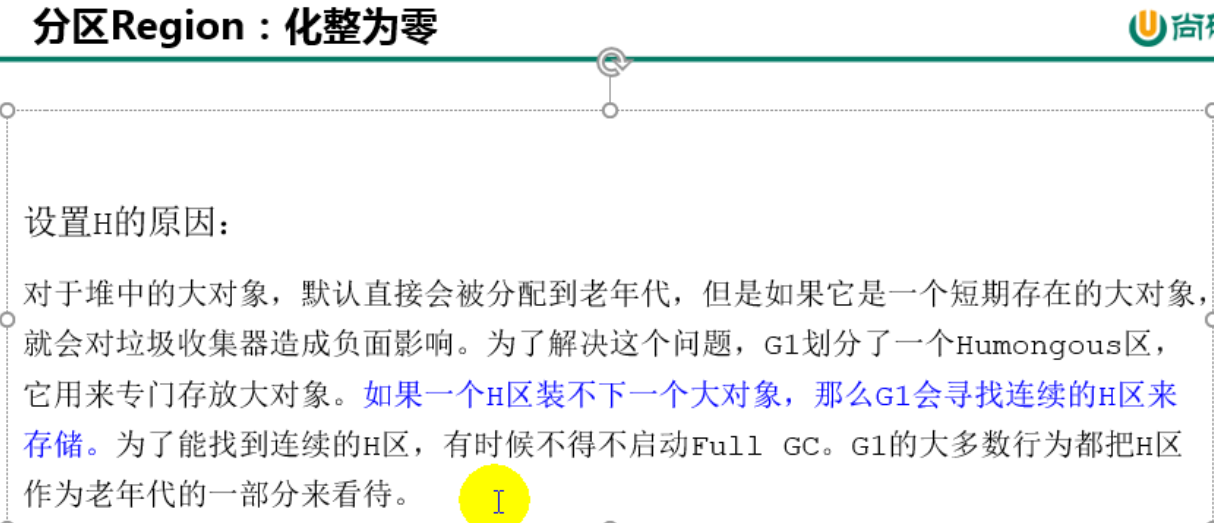 分区Region：化整为零
尚
设置H的原因：
对于堆中的大对象，默认直接会被分配到老年代，但是如果它是一个短期存在的大对象，
就会对垃圾收集器造成负面影响。为了解决这个问题，G1划分了一个Humongous区，
它用来专门存放大对象。如果一个H区装不下一个大对象，那么G1会寻找连续的H区来
存储。为了能找到连续的H区，有时候不得不启动Full GC。G1的大多数行为都把H区
作为老年代的一部分来看待。